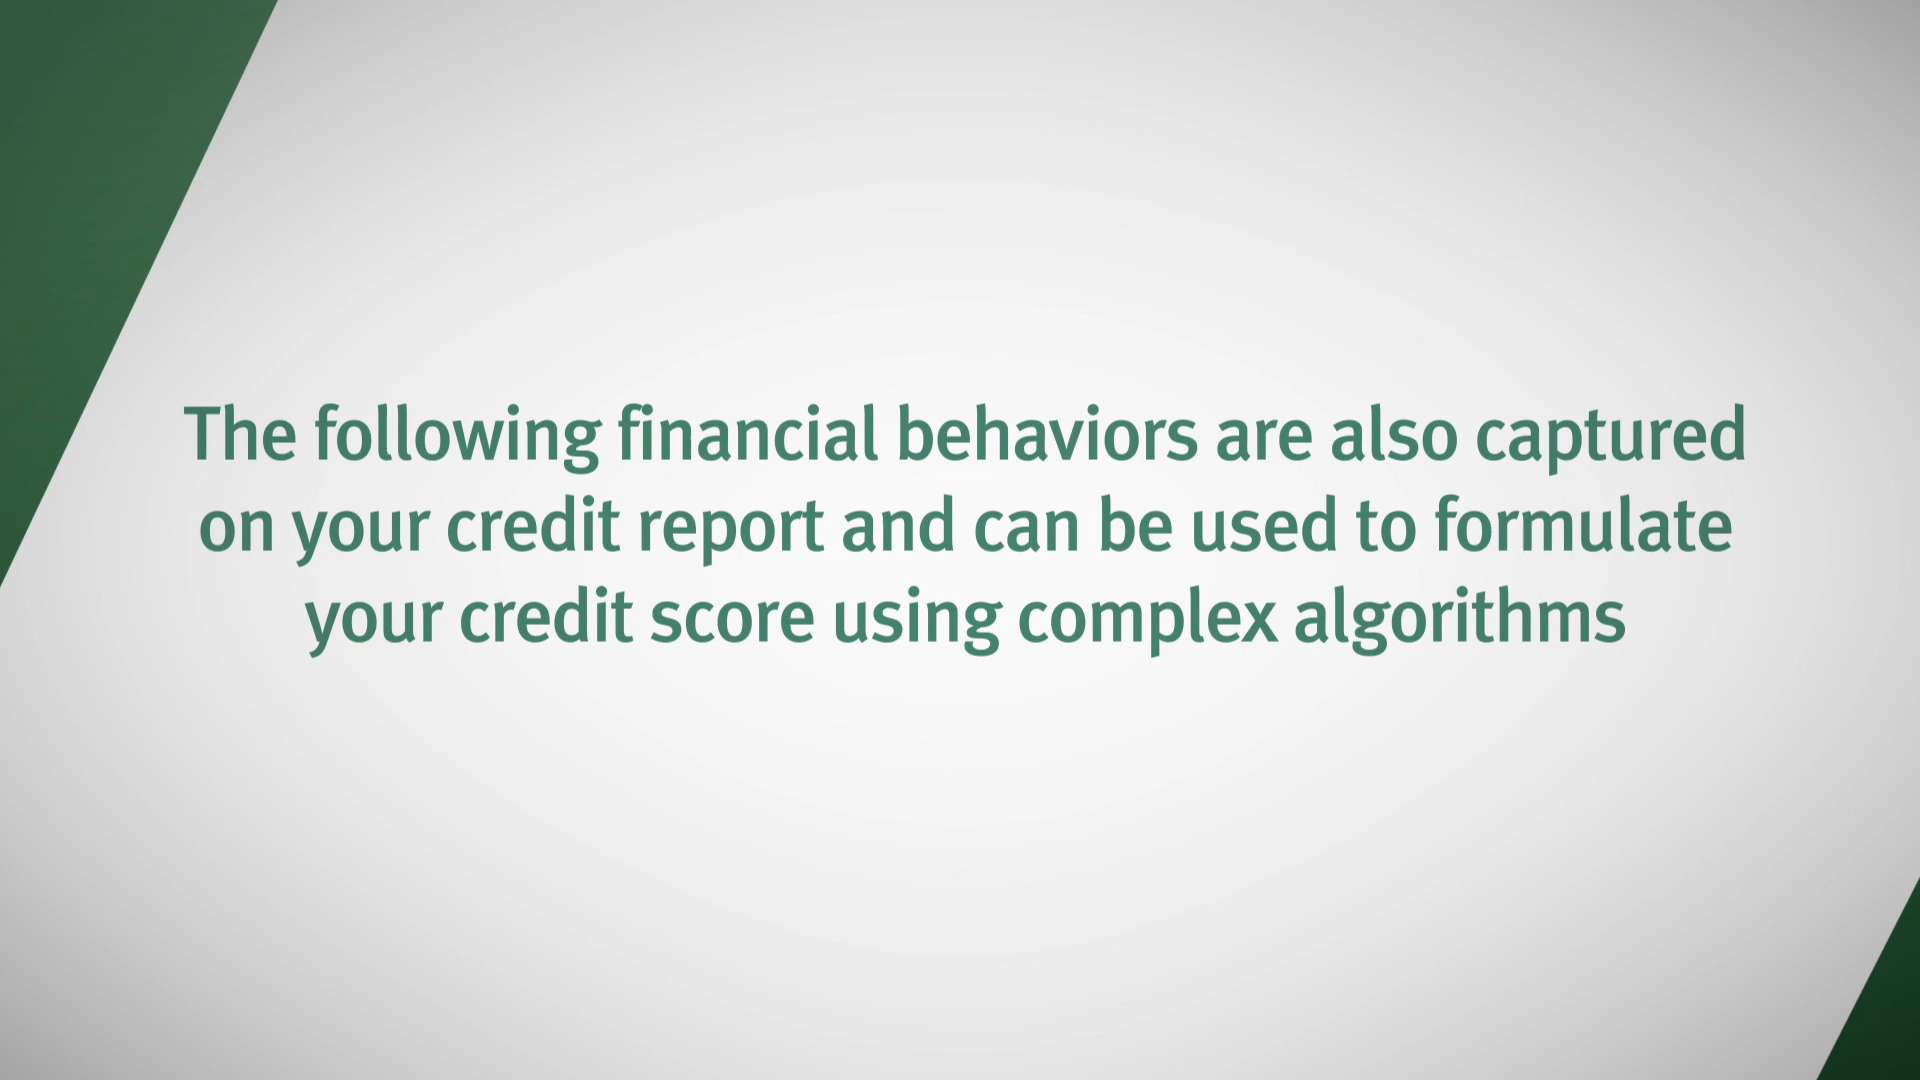 The following financial behaviors are also captured
on your credit report and can be used to formulate
your credit score using complex algorithms